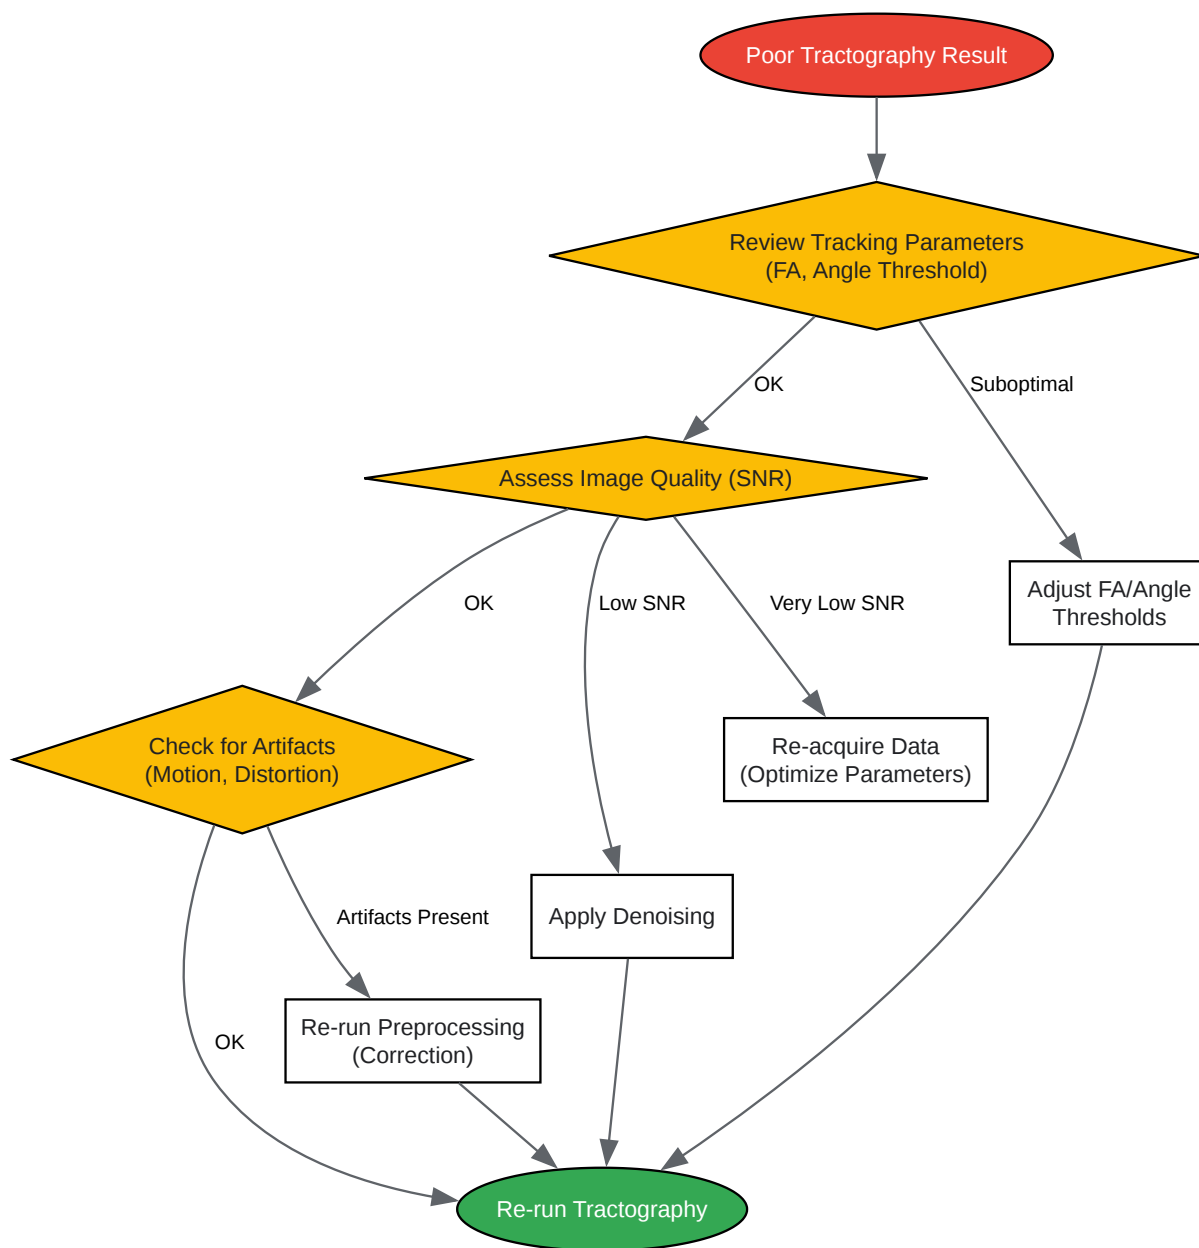 Poor Tractography Result
Review Tracking Parameters
(FA, Angle Threshold)
OK
Suboptimal
Assess Image Quality (SNR)
OK
Low SNR
Very Low SNR
Adjust FA/Angle
Thresholds
Check for Artifacts
(Motion, Distortion)
Re-acquire Data
(Optimize Parameters)
Artifacts Present
Apply Denoising
OK
Re-run Preprocessing
(Correction)
Re-run Tractography